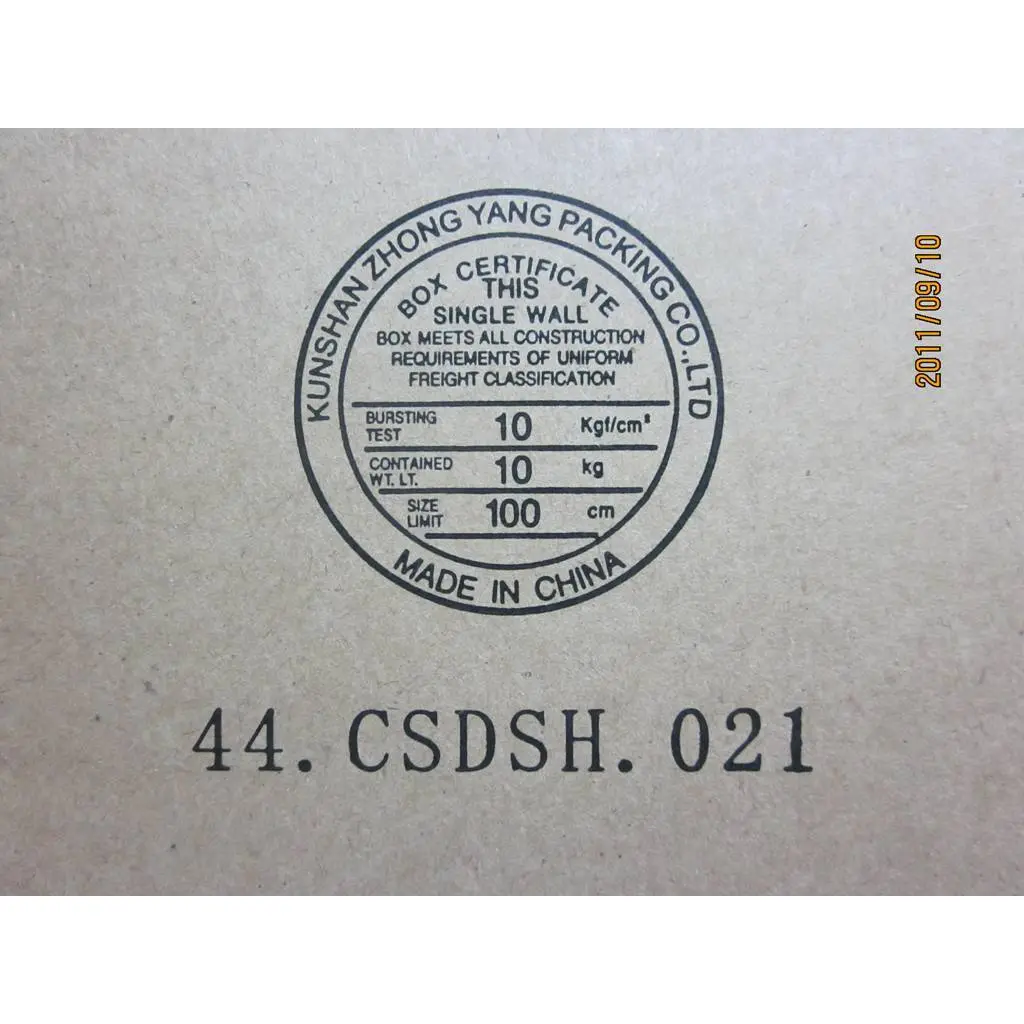 KUNSHAN ZHONG YANG PACKING CO.,LTD
BOX CERTIFICATE
THIS
SINGLE WALL
BOX MEETS ALL CONSTRUCTION
REQUIREMENTS OF UNIFORM
FREIGHT CLASSIFICATION
BURSTING TEST 10 Kgf/cm²
CONTAINED WT. LT. 10 kg
SIZE LIMIT 100 cm
MADE IN CHINA
44.CSDSH.021
2011/09/10